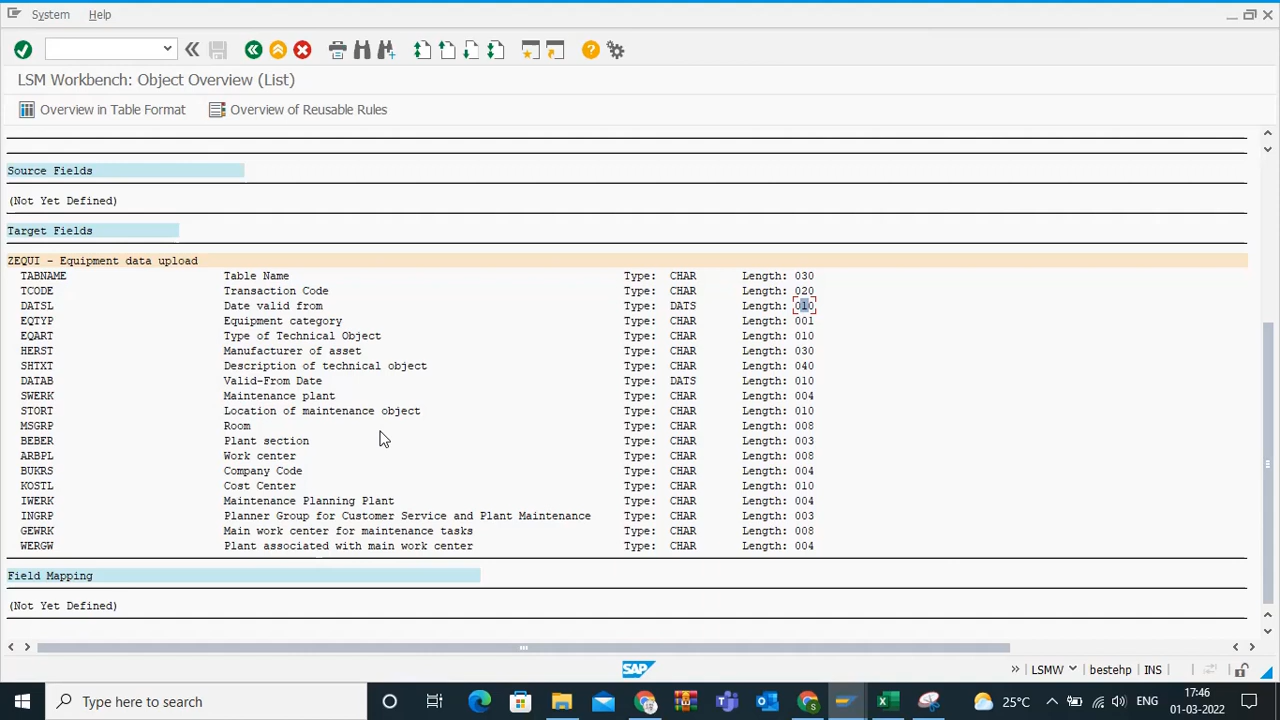 System Help
LSM Workbench: Object Overview (List)
Overview in Table Format Overview of Reusable Rules
Source Fields
(Not Yet Defined)
Target Fields
ZEQUI - Equipment data upload
TABNAME Table Name Type: CHAR Length: 030
TCODE Transaction Code Type: CHAR Length: 020
DATSL Date valid from Type: DATS Length: 010
EQTYP Equipment category Type: CHAR Length: 001
EQART Type of Technical Object Type: CHAR Length: 010
HERST Manufacturer of asset Type: CHAR Length: 030
SHTXT Description of technical object Type: CHAR Length: 040
DATAB Valid-From Date Type: DATS Length: 010
SWERK Maintenance plant Type: CHAR Length: 004
STORT Location of maintenance object Type: CHAR Length: 010
MSGRP Room Type: CHAR Length: 008
BEBER Plant section Type: CHAR Length: 003
ARBPL Work center Type: CHAR Length: 008
BUKRS Company Code Type: CHAR Length: 004
KOSTL Cost Center Type: CHAR Length: 010
IWERK Maintenance Planning Plant Type: CHAR Length: 004
INGRP Planner Group for Customer Service and Plant Maintenance Type: CHAR Length: 003
GEWRK Main work center for maintenance tasks Type: CHAR Length: 008
WERGW Plant associated with main work center Type: CHAR Length: 004
Field Mapping
(Not Yet Defined)
SAP » LSMW bestehp INS
Type here to search 25°C ENG 17:46
01-03-2022